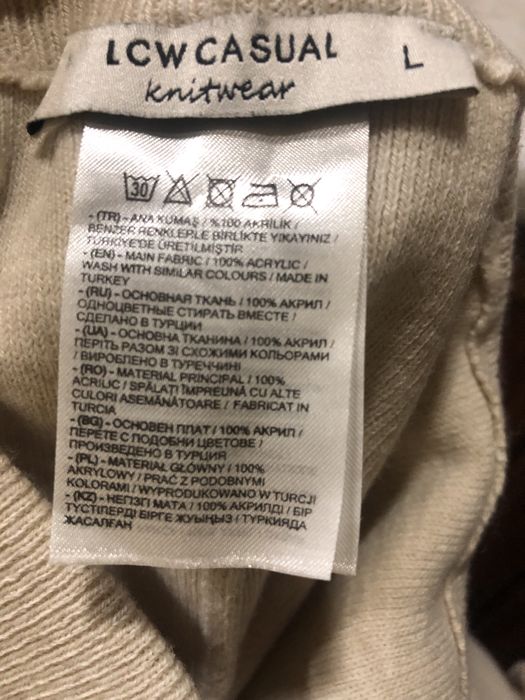 LCW CASUAL
knitwear
L
30
- (TR) - ANA KUMAŞ / %100 AKRİLİK /
BENZER RENKLERLE BİRLİKTE YIKAYINIZ /
TÜRKİYE'DE ÜRETİLMİŞTİR
- (EN) - MAIN FABRIC / 100% ACRYLIC /
WASH WITH SIMILAR COLOURS / MADE IN
TURKEY
- (RU) - ОСНОВНАЯ ТКАНЬ / 100% АКРИЛ /
ОДНОЦВЕТНЫЕ СТИРАТЬ ВМЕСТЕ /
СДЕЛАНО В ТУРЦИИ
- (UA) - ОСНОВНА ТКАНИНА / 100% АКРИЛ /
ПЕРІТЬ РАЗОМ ЗІ СХОЖИМИ КОЛЬОРАМИ
/ ВИРОБЛЕНО В ТУРЕЧЧИНІ
- (RO) - MATERIAL PRINCIPAL / 100%
ACRILIC / SPĂLAȚI ÎMPREUNĂ CU ALTE
CULORI ASEMĂNĂTOARE / FABRICAT IN
TURCIA
- (BG) - ОСНОВЕН ПЛАТ / 100% АКРИЛ /
ПЕРЕТЕ С ПОДОБНИ ЦВЕТОВЕ /
ПРОИЗВЕДЕНО В ТУРЦИЯ
- (PL) - MATERIAŁ GŁÓWNY / 100%
AKRYLOWY / PRAĆ Z PODOBNYMI
KOLORAMI / WYPRODUKOWANO W TURCJI
- (KZ) - НЕГІЗГІ МАТА / 100% АКРИЛДІ / БІР
ТҮСТІЛЕРДІ БІРГЕ ЖУЫҢЫЗ / ТҮРКИЯДА
ЖАСАЛҒАН